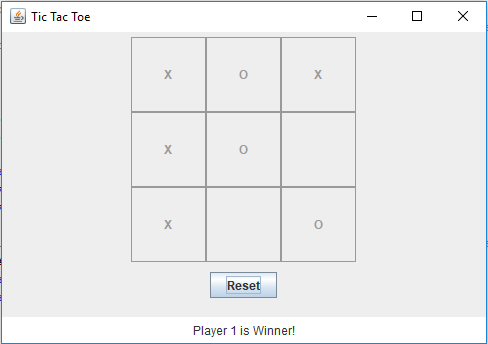 Tic Tac Toe
X O X
X O
X O
Reset
Player 1 is Winner!